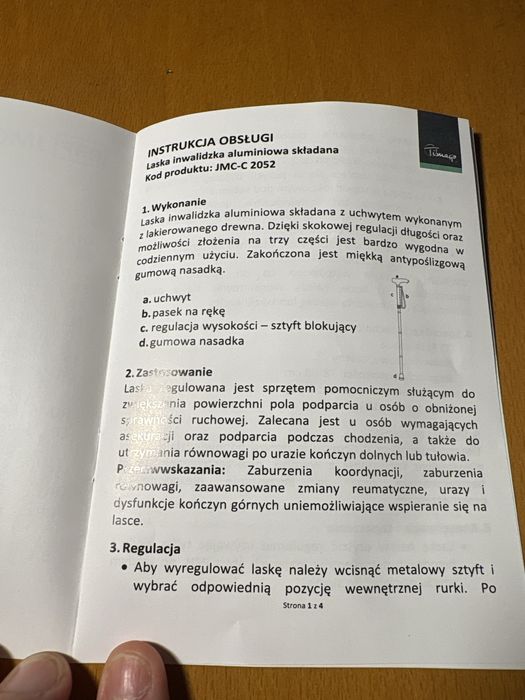 INSTRUKCJA OBSŁUGI
Laska inwalidzka aluminiowa składana
Kod produktu: JMC-C 2052
Timago
1. Wykonanie
Laska inwalidzka aluminiowa składana z uchwytem wykonanym
z lakierowanego drewna. Dzięki skokowej regulacji długości oraz
możliwości złożenia na trzy części jest bardzo wygodna w
codziennym użyciu. Zakończona jest miękką antypoślizgową
gumową nasadką.
a. uchwyt
b. pasek na rękę
c. regulacja wysokości – sztyft blokujący
d. gumowa nasadka
a
c b
d
2. Zastosowanie
Laska regulowana jest sprzętem pomocniczym służącym do
zwiększenia powierzchni pola podparcia u osób o obniżonej
sprawności ruchowej. Zalecana jest u osób wymagających
asekuracji oraz podparcia podczas chodzenia, a także do
utrzymania równowagi po urazie kończyn dolnych lub tułowia.
Przeciwwskazania: Zaburzenia koordynacji, zaburzenia
równowagi, zaawansowane zmiany reumatyczne, urazy i
dysfunkcje kończyn górnych uniemożliwiające wspieranie się na
lasce.
3. Regulacja
• Aby wyregulować laskę należy wcisnąć metalowy sztyft i
wybrać odpowiednią pozycję wewnętrznej rurki. Po
Strona 1 z 4